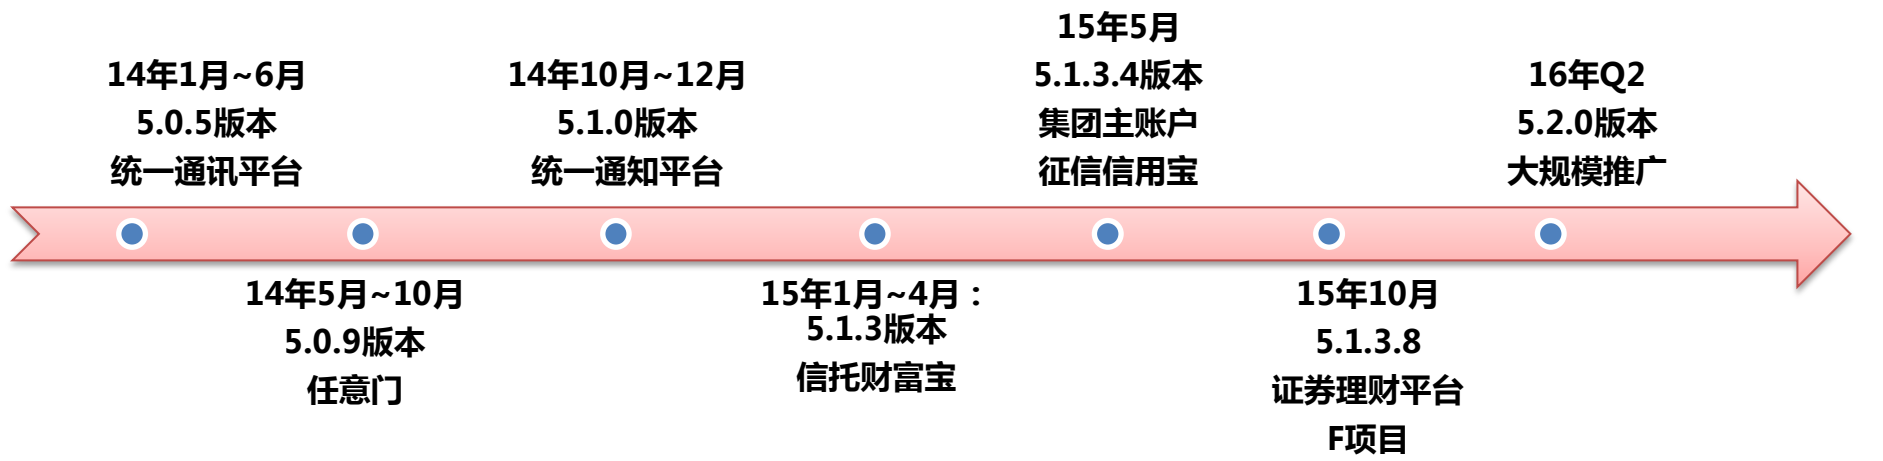 14年1月~6月
5.0.5版本
统一通讯平台
14年5月~10月
5.0.9版本
任意门
14年10月~12月
5.1.0版本
统一通知平台
15年1月~4月：
5.1.3版本
信托财富宝
15年5月
5.1.3.4版本
集团主账户
征信信用宝
15年10月
5.1.3.8
证券理财平台
F项目
16年Q2
5.2.0版本
大规模推广